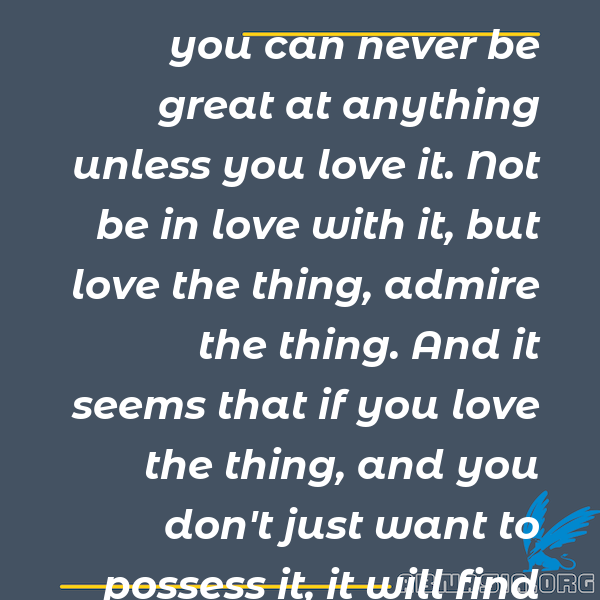 you can never be
great at anything
unless you love it. Not
be in love with it, but
love the thing, admire
the thing. And it
seems that if you love
the thing, and you
don't just want to
possess it, it will find